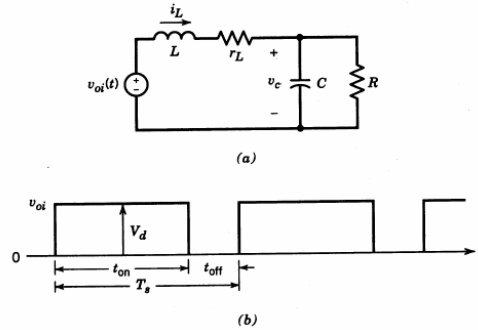 i_L
L
r_L
+
v_oi(t)
+
−
v_c
C
R
−
(a)
v_oi
V_d
0
t_on
t_off
T_s
(b)